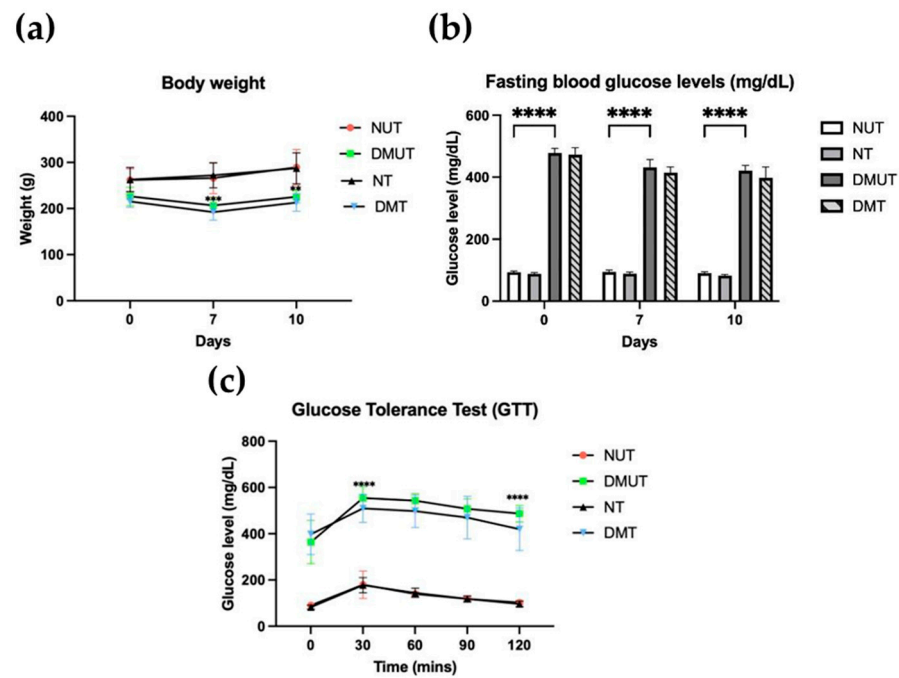 (a)
Body weight
Weight (g)
400
300
200
100
0
***
**
0 7 10
Days
NUT
DMUT
NT
DMT
(b)
Fasting blood glucose levels (mg/dL)
Glucose level (mg/dL)
600
400
200
0
**** **** ****
0 7 10
Days
NUT
NT
DMUT
DMT
(c)
Glucose Tolerance Test (GTT)
Glucose level (mg/dL)
800
600
400
200
0
**** ****
0 30 60 90 120
Time (mins)
NUT
DMUT
NT
DMT